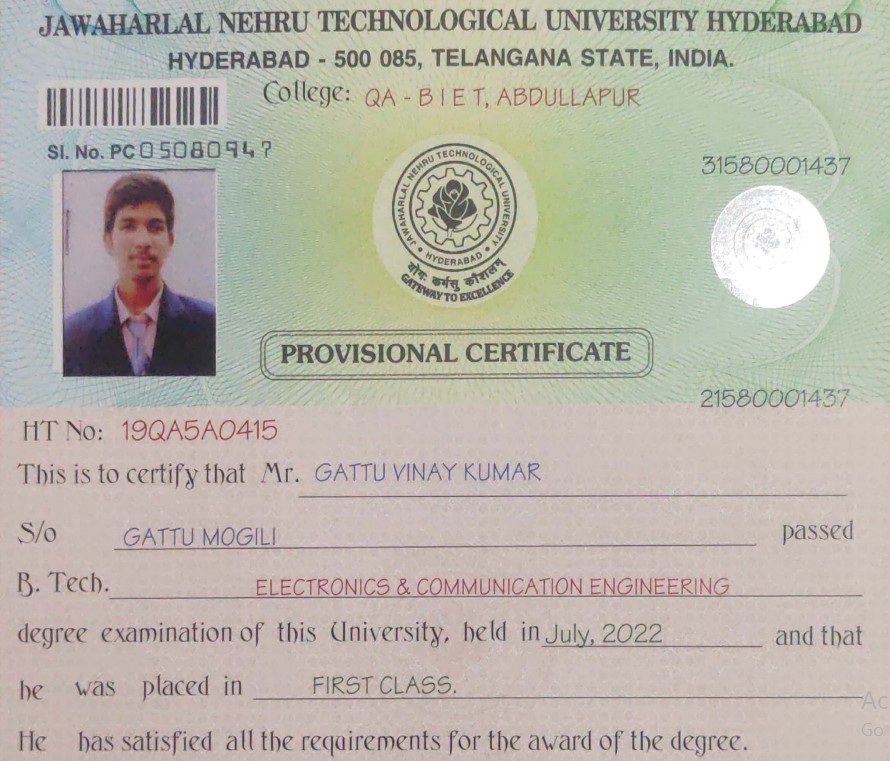 JAWAHARLAL NEHRU TECHNOLOGICAL UNIVERSITY HYDERABAD
HYDERABAD - 500 085, TELANGANA STATE, INDIA.
College: QA - B I E T, ABDULLAPUR
Sl. No. PC 05080947
31580001437
JAWAHARLAL NEHRU TECHNOLOGICAL UNIVERSITY
• HYDERABAD •
योगः कर्मसु कौशलम्
GATEWAY TO EXCELLENCE
PROVISIONAL CERTIFICATE
21580001437
HT No: 19QA5A0415
This is to certify that Mr. GATTU VINAY KUMAR
S/o GATTU MOGILI passed
B. Tech. ELECTRONICS & COMMUNICATION ENGINEERING
degree examination of this University, held in July, 2022 and that
he was placed in FIRST CLASS.
He has satisfied all the requirements for the award of the degree.